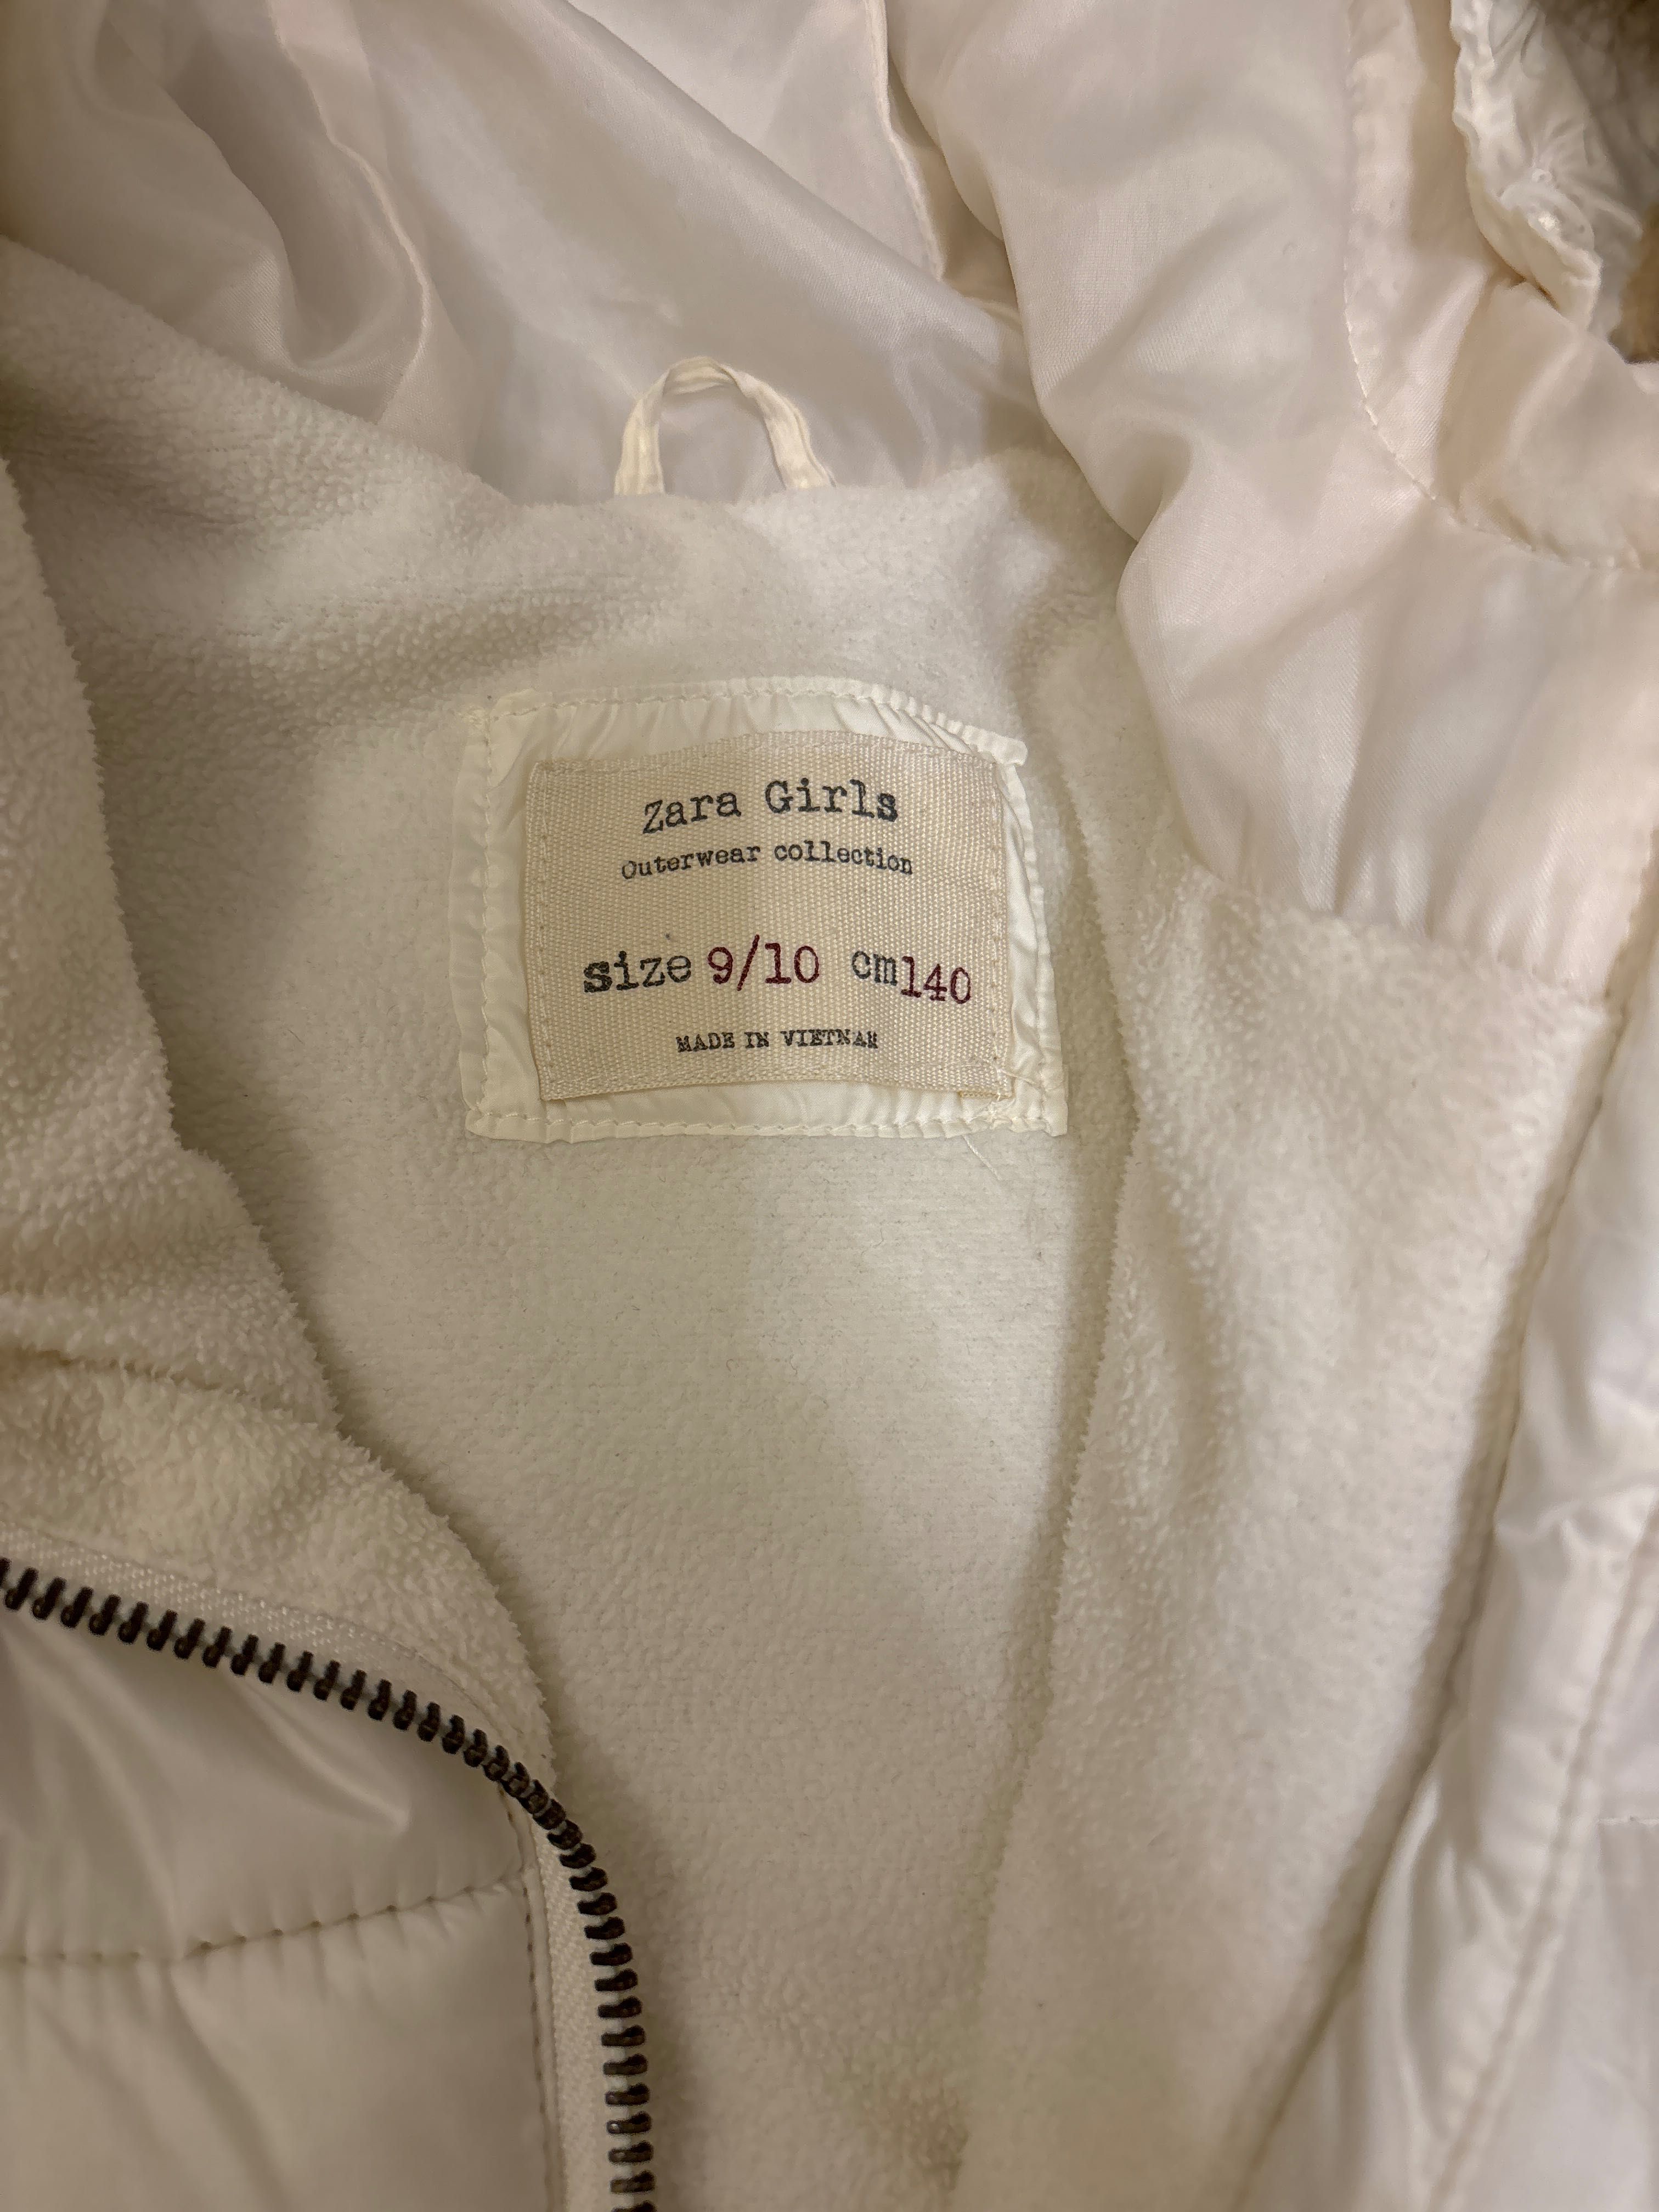 Zara Girls
Outerwear collection
size 9/10 cm140
MADE IN VIETNAM